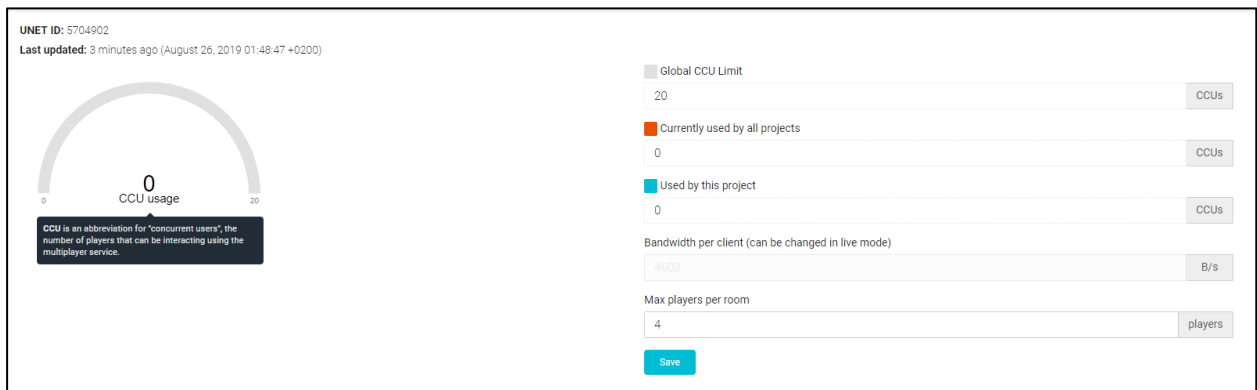 UNET ID: 5704902
Last updated: 3 minutes ago (August 26, 2019 01:48:47 +0200)
0
CCU usage
0
20
CCU is an abbreviation for "concurrent users", the
number of players that can be interacting using the
multiplayer service.
Global CCU Limit
20 CCUs
Currently used by all projects
0 CCUs
Used by this project
0 CCUs
Bandwidth per client (can be changed in live mode)
4608 B/s
Max players per room
4 players
Save